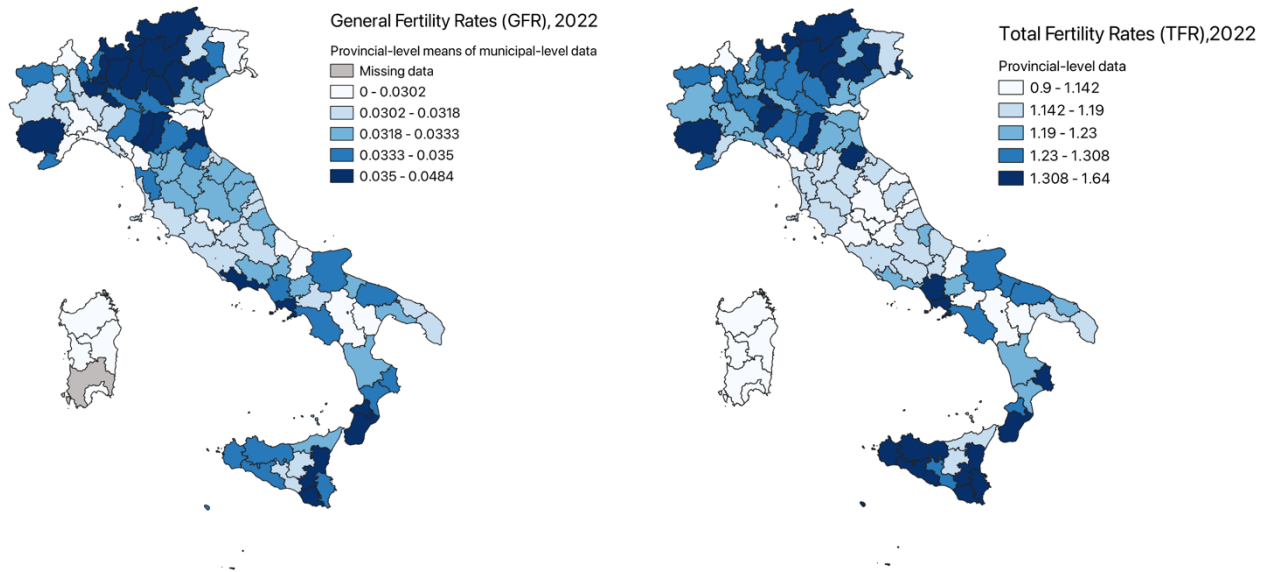 General Fertility Rates (GFR), 2022
Provincial-level means of municipal-level data
Missing data
0 - 0.0302
0.0302 - 0.0318
0.0318 - 0.0333
0.0333 - 0.035
0.035 - 0.0484
Total Fertility Rates (TFR),2022
Provincial-level data
0.9 - 1.142
1.142 - 1.19
1.19 - 1.23
1.23 - 1.308
1.308 - 1.64